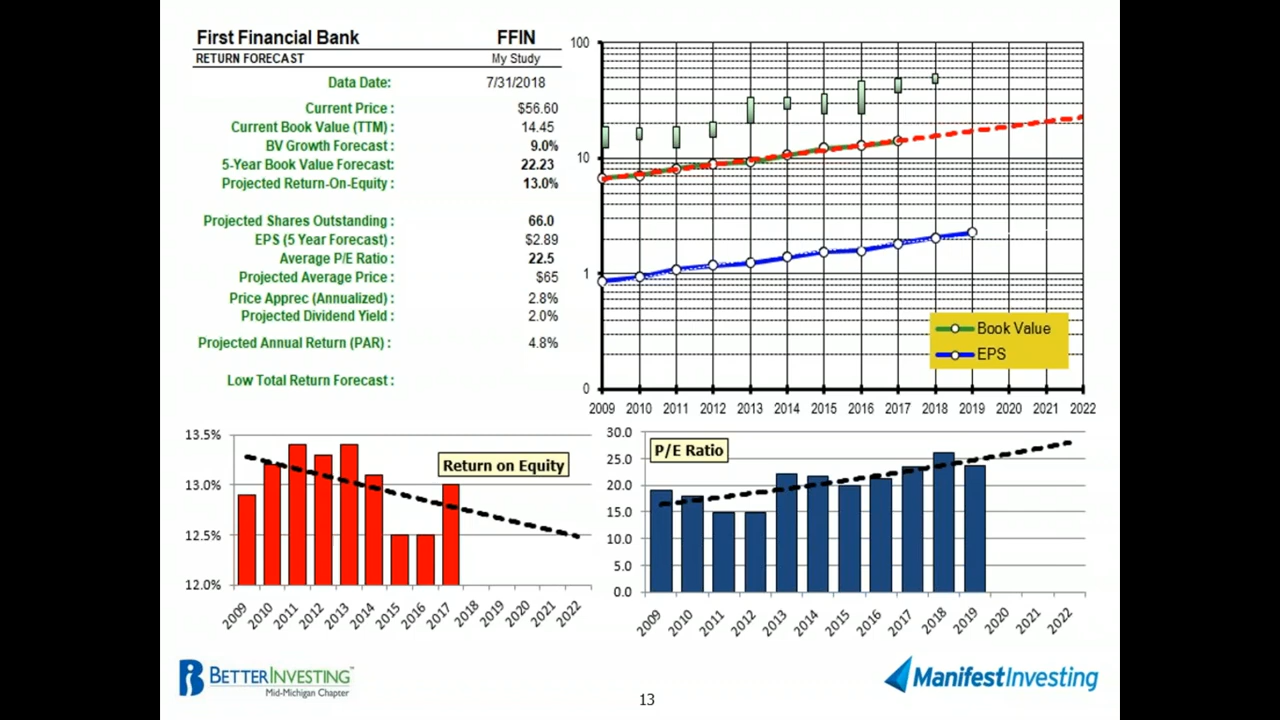 First Financial Bank FFIN
RETURN FORECAST My Study
Data Date: 7/31/2018
Current Price : $56.60
Current Book Value (TTM) : 14.45
BV Growth Forecast : 9.0%
5-Year Book Value Forecast: 22.23
Projected Return-On-Equity : 13.0%
Projected Shares Outstanding : 66.0
EPS (5 Year Forecast) : $2.89
Average P/E Ratio : 22.5
Projected Average Price : $65
Price Apprec (Annualized) : 2.8%
Projected Dividend Yield : 2.0%
Projected Annual Return (PAR) : 4.8%
Low Total Return Forecast :
100
10
1
0
Book Value
EPS
2009 2010 2011 2012 2013 2014 2015 2016 2017 2018 2019 2020 2021 2022
13.5%
13.0%
12.5%
12.0%
Return on Equity
2009 2010 2011 2012 2013 2014 2015 2016 2017 2018 2019 2020 2021 2022
30.0
25.0
20.0
15.0
10.0
5.0
0.0
P/E Ratio
2009 2010 2011 2012 2013 2014 2015 2016 2017 2018 2019 2020 2021 2022
BETTERINVESTING™
Mid-Michigan Chapter
ManifestInvesting
13